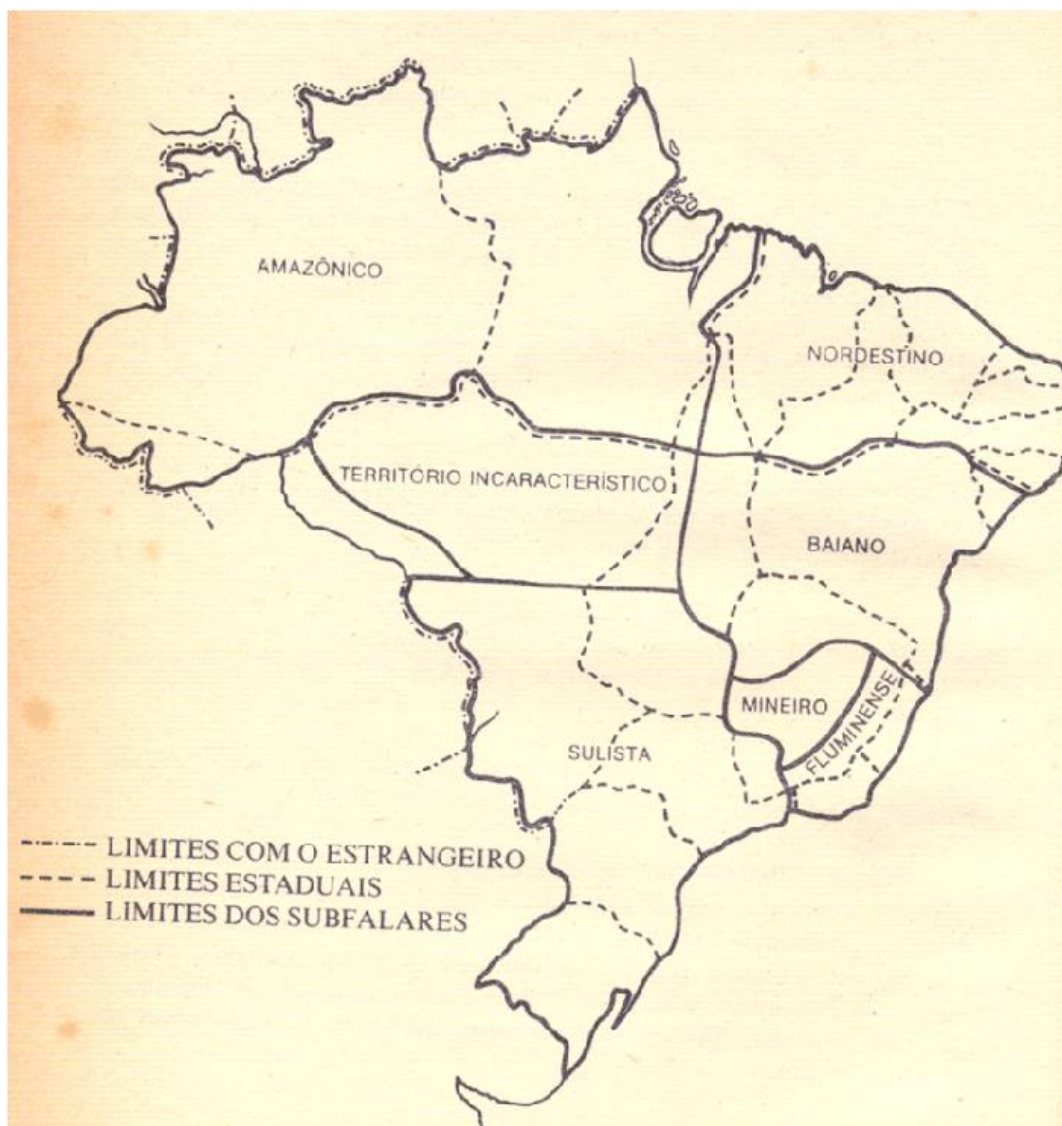 AMAZÔNICO
NORDESTINO
TERRITÓRIO INCARACTERÍSTICO
BAIANO
MINEIRO
FLUMINENSE
SULISTA
LIMITES COM O ESTRANGEIRO
LIMITES ESTADUAIS
LIMITES DOS SUBFALARES